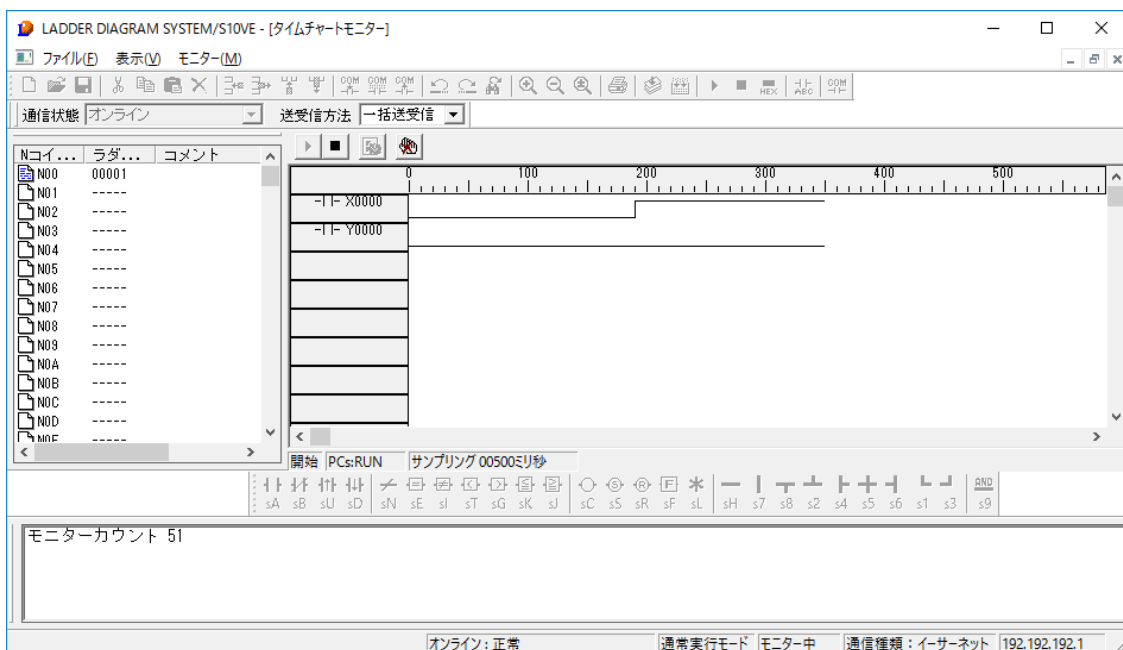 LADDER DIAGRAM SYSTEM/S10VE - [タイムチャートモニター]
ファイル(F) 表示(V) モニター(M)
通信状態 オンライン 送受信方法 一括送受信
Nコイ... ラダ... コメント
N00 00001
N01 -----
N02 -----
N03 -----
N04 -----
N05 -----
N06 -----
N07 -----
N08 -----
N09 -----
N0A -----
N0B -----
N0C -----
N0D -----
N0E -----
0 100 200 300 400 500
X0000
Y0000
開始 PCs:RUN サンプリング 00500ミリ秒
sA sB sU sD sN sE sI sT sG sK sJ sC sS sR sF sL sH s7 s8 s2 s4 s5 s6 s1 s3 s9
モニターカウント 51
オンライン : 正常 通常実行モード モニター中 通信種類 : イーサーネット 192.192.192.1